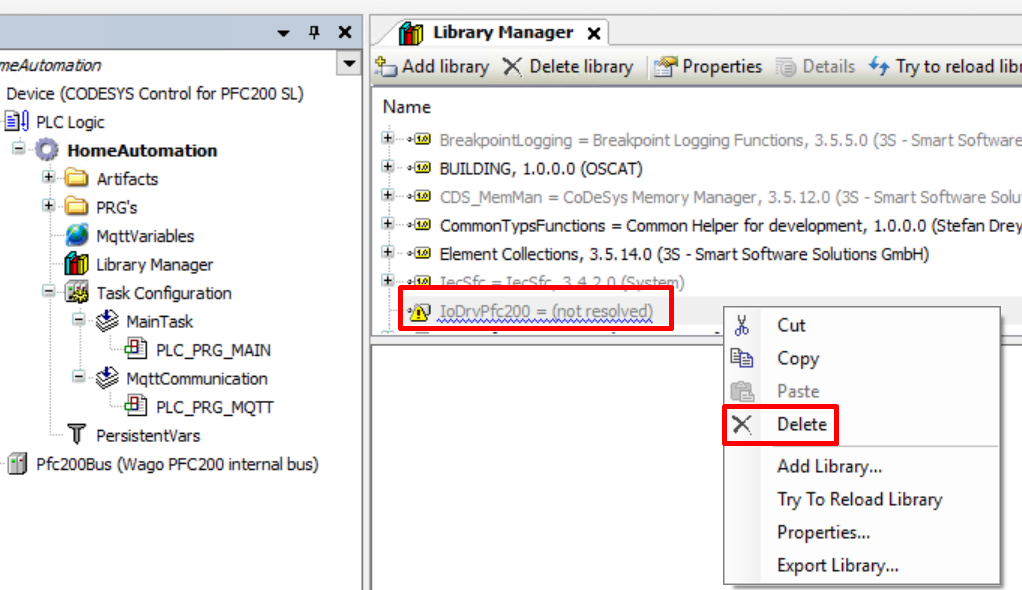 Library Manager
meAutomation
Add library
Delete library
Properties
Details
Try to reload libr
Device (CODESYS Control for PFC200 SL)
PLC Logic
HomeAutomation
Artifacts
PRG's
MqttVariables
Library Manager
Task Configuration
MainTask
PLC_PRG_MAIN
MqttCommunication
PLC_PRG_MQTT
PersistentVars
Pfc200Bus (Wago PFC200 internal bus)
Name
BreakpointLogging = Breakpoint Logging Functions, 3.5.5.0 (3S - Smart Software
BUILDING, 1.0.0.0 (OSCAT)
CDS_MemMan = CoDeSys Memory Manager, 3.5.12.0 (3S - Smart Software Solu
CommonTypsFunctions = Common Helper for development, 1.0.0.0 (Stefan Drey
Element Collections, 3.5.14.0 (3S - Smart Software Solutions GmbH)
IecSfc = IecSfc, 3.4.2.0 (System)
IoDrvPfc200 = (not resolved)
Cut
Copy
Paste
Delete
Add Library...
Try To Reload Library
Properties...
Export Library...